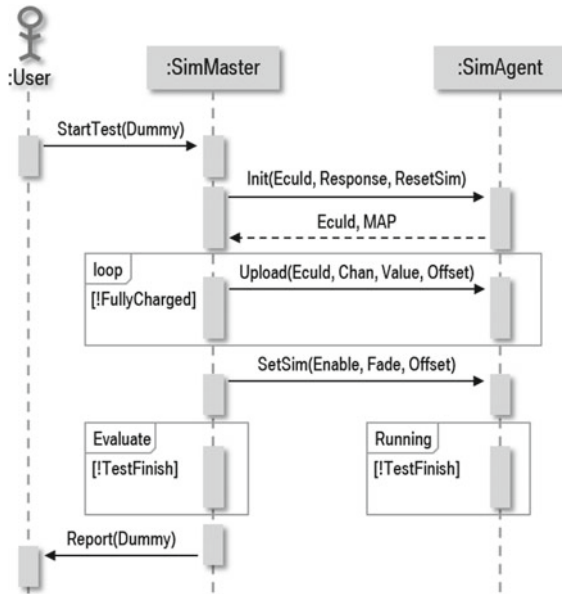 :User
:SimMaster
:SimAgent
StartTest(Dummy)
Init(EcuId, Response, ResetSim)
EcuId, MAP
loop
[!FullyCharged]
Upload(EcuId, Chan, Value, Offset)
SetSim(Enable, Fade, Offset)
Evaluate
[!TestFinish]
Running
[!TestFinish]
Report(Dummy)